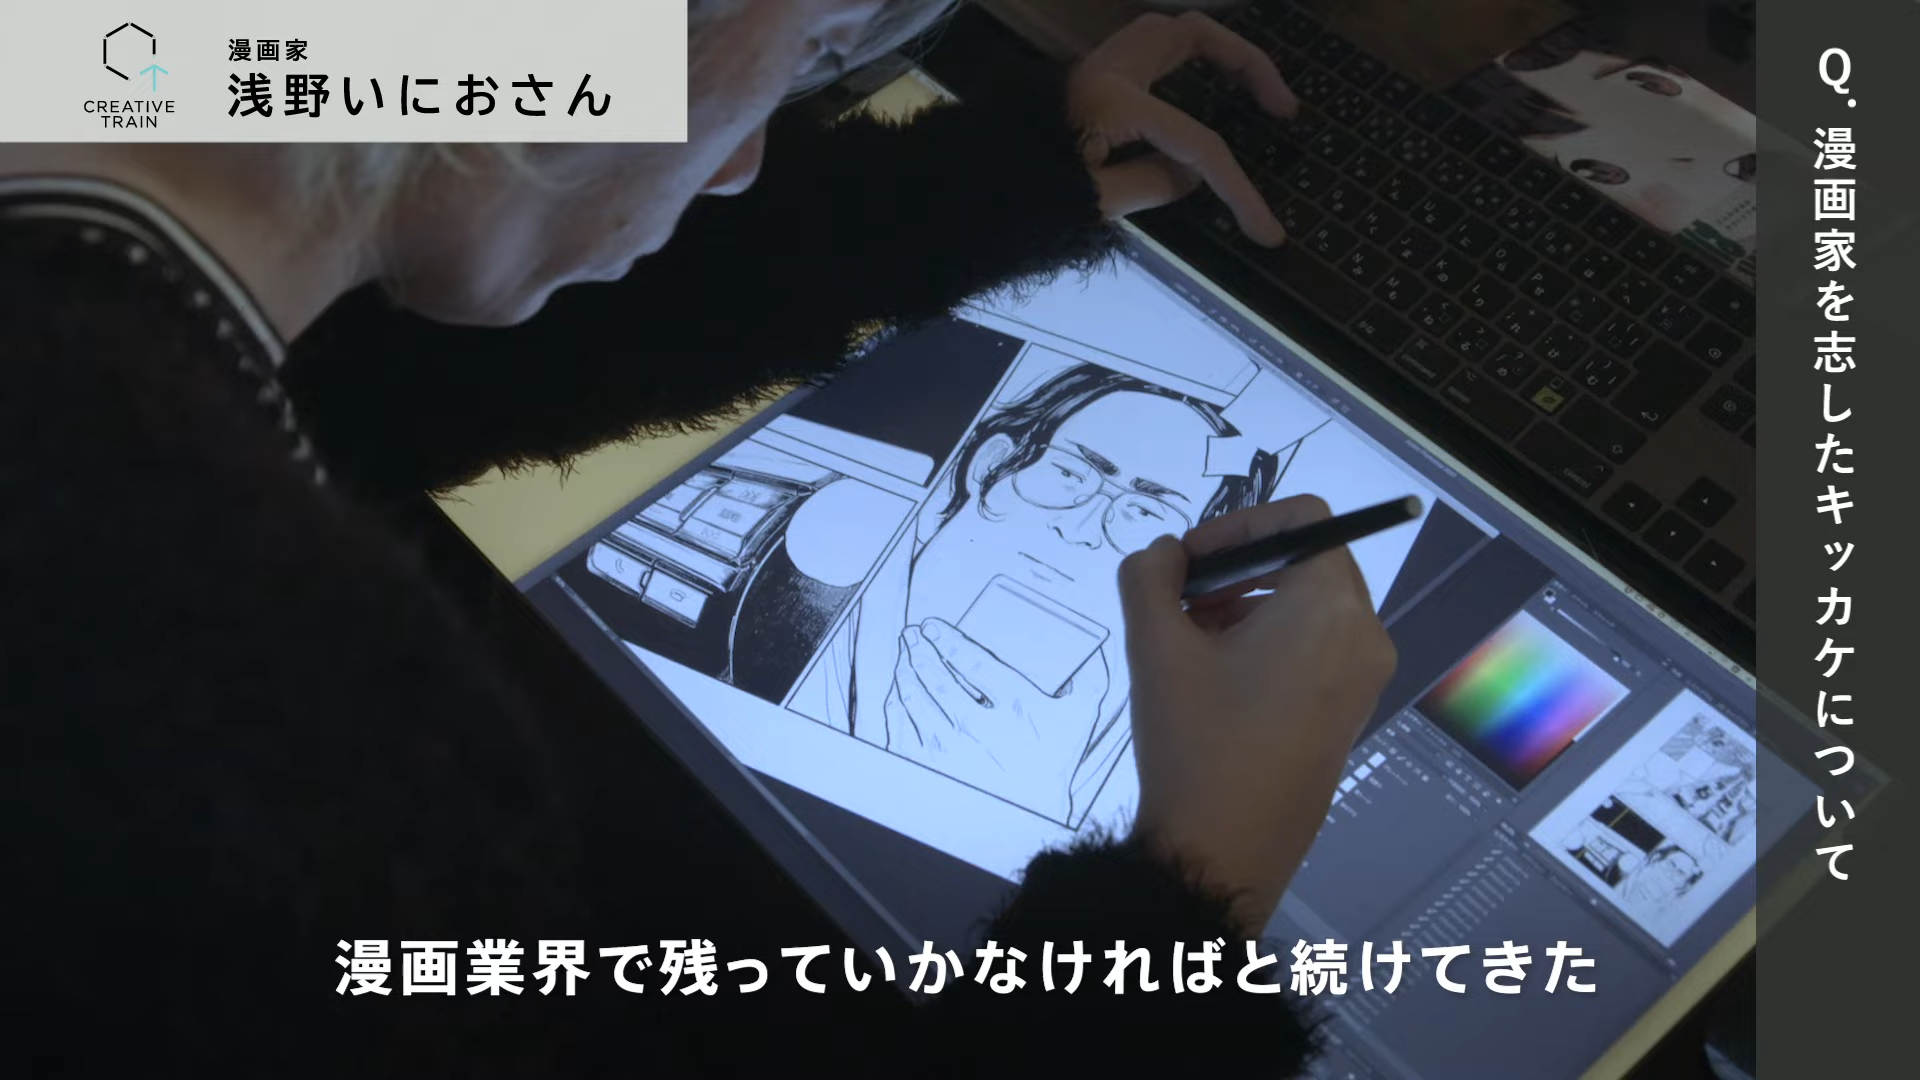 CREATIVE
TRAIN
漫画家
浅野いにおさん
Q. 漫画家を志したキッカケについて
漫画業界で残っていかなければと続けてきた